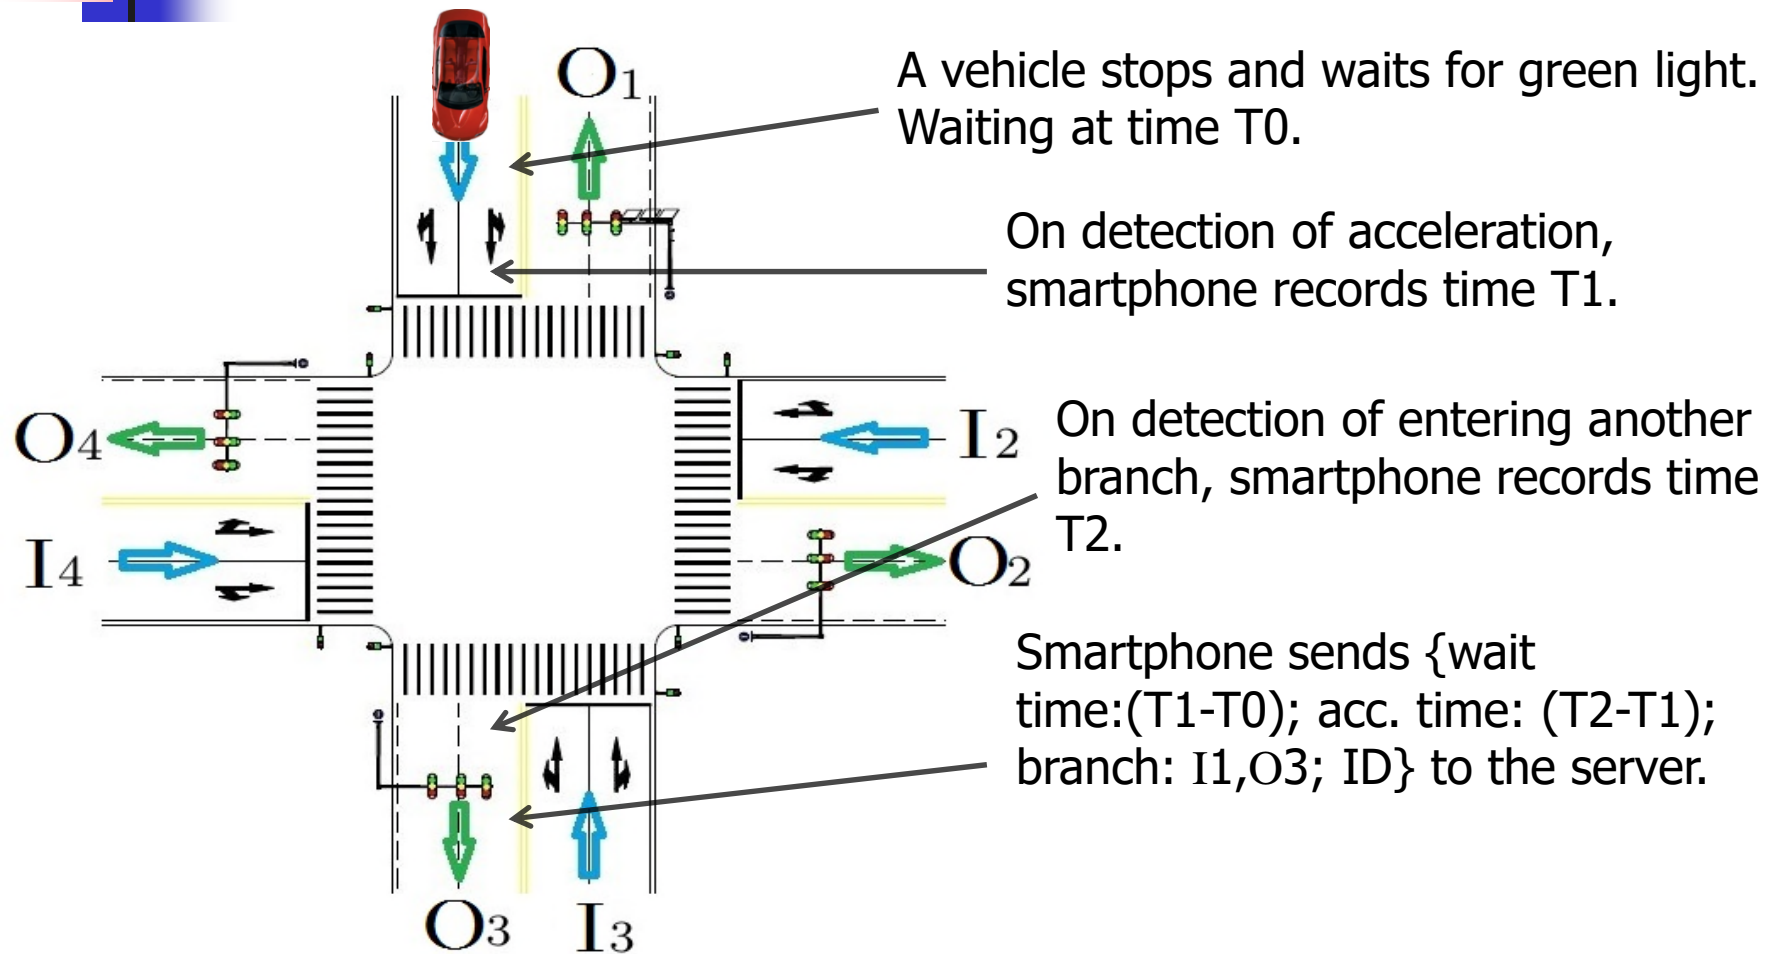 O1
A vehicle stops and waits for green light.
Waiting at time T0.
On detection of acceleration,
smartphone records time T1.
O4
I2
On detection of entering another
branch, smartphone records time
T2.
I4
O2
Smartphone sends {wait
time:(T1-T0); acc. time: (T2-T1);
branch: I1,O3; ID} to the server.
O3
I3